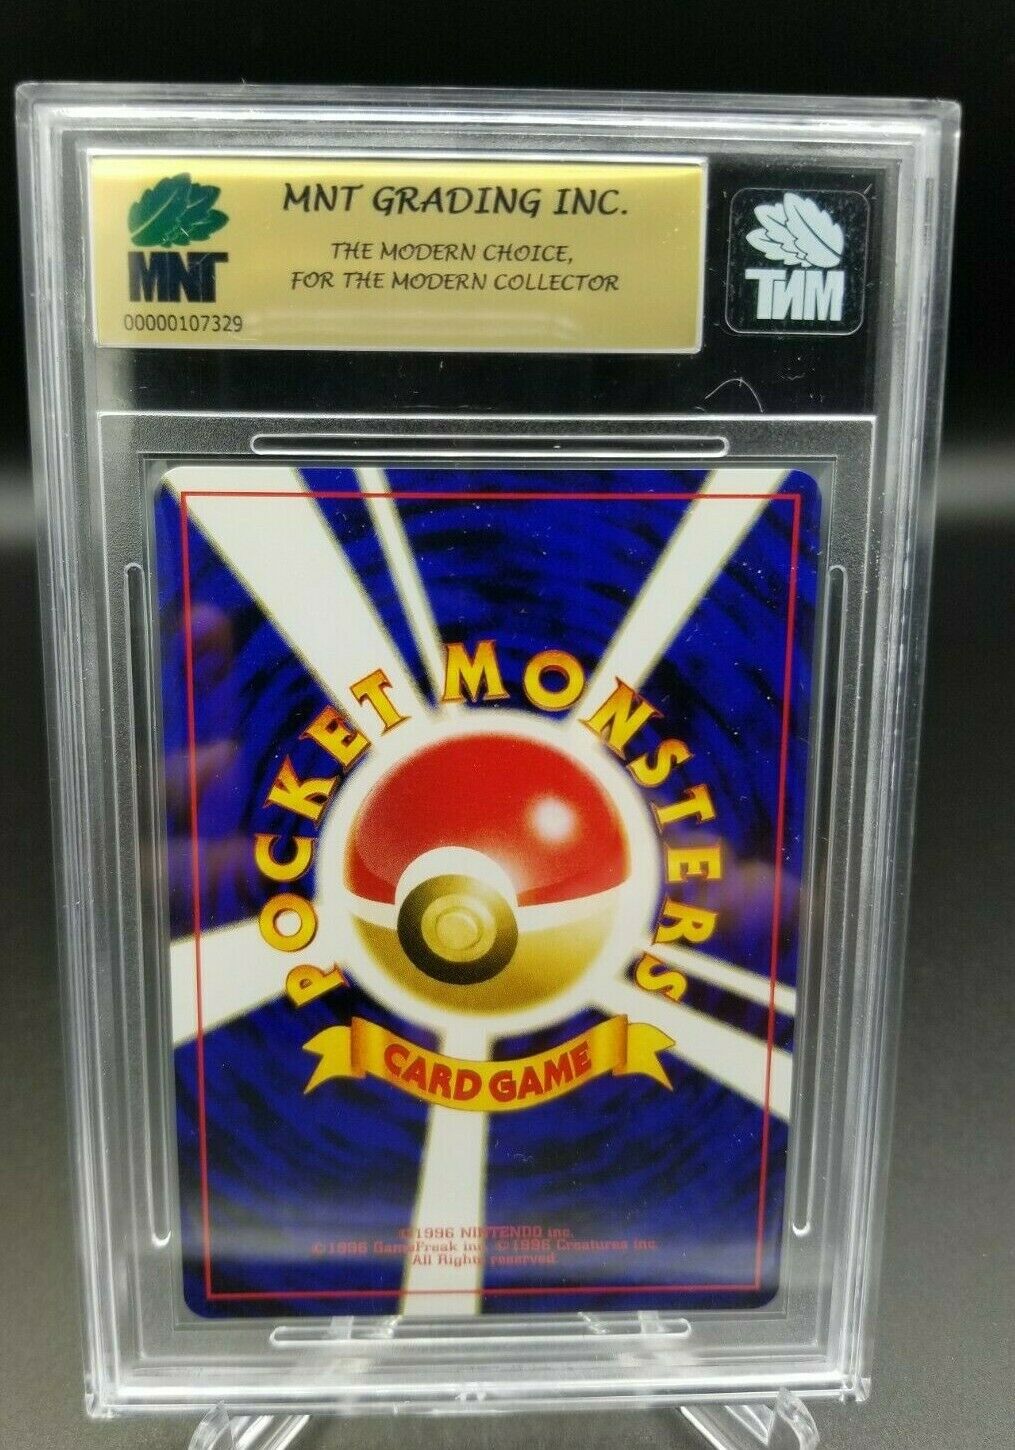 MNT GRADING INC.
THE MODERN CHOICE,
FOR THE MODERN COLLECTOR
MNT
00000107329
MNT
POCKET MONSTERS
CARD GAME
©1996 NINTENDO inc.
©1996 GameFreak inc. ©1996 Creatures inc.
All Rights reserved.